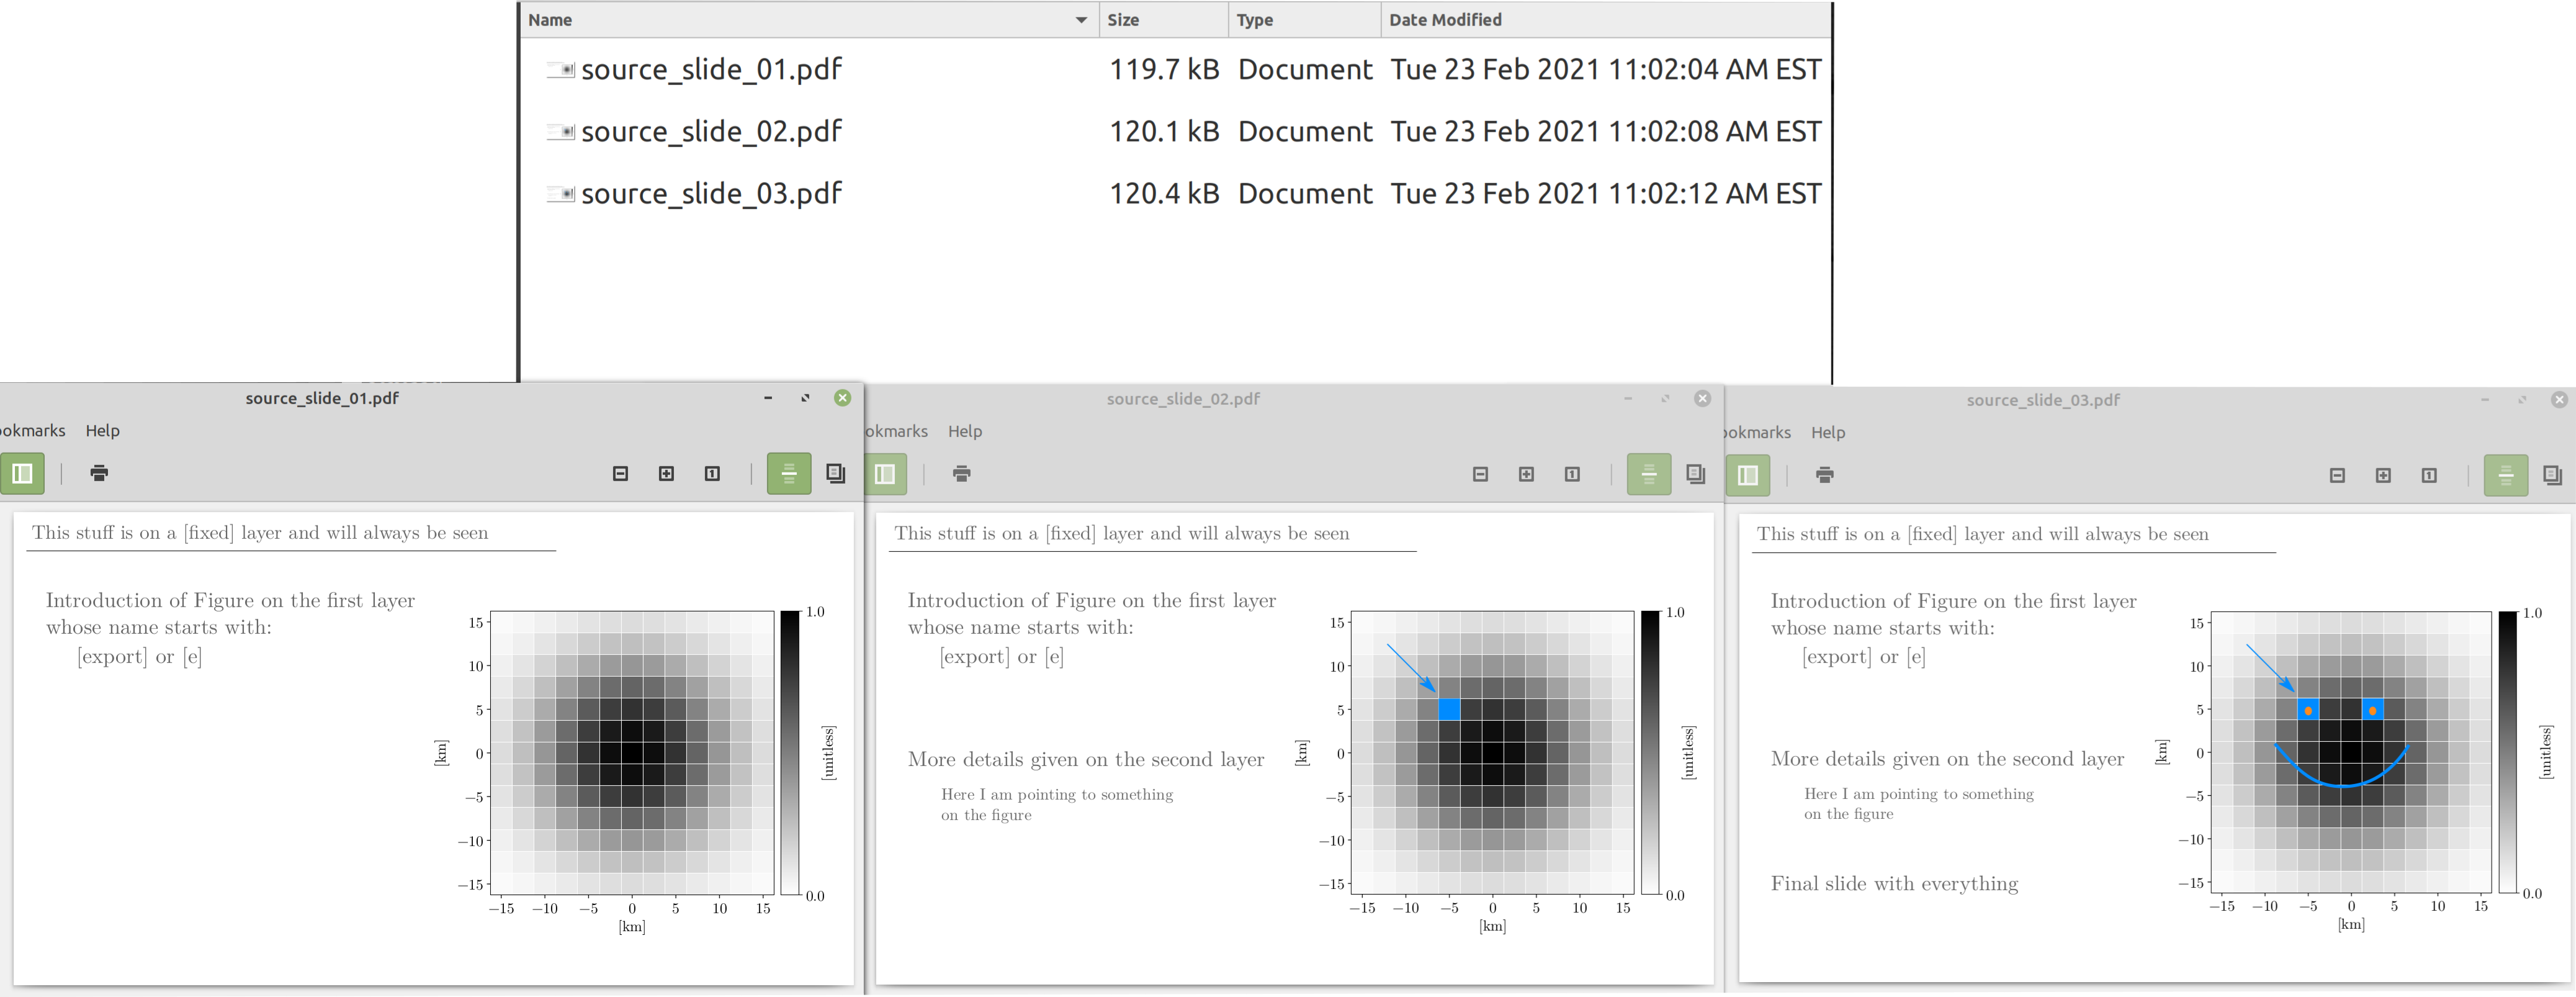 Name Size Type Date Modified
source_slide_01.pdf 119.7 kB Document Tue 23 Feb 2021 11:02:04 AM EST
source_slide_02.pdf 120.1 kB Document Tue 23 Feb 2021 11:02:08 AM EST
source_slide_03.pdf 120.4 kB Document Tue 23 Feb 2021 11:02:12 AM EST
source_slide_01.pdf
ookmarks Help
1
This stuff is on a [fixed] layer and will always be seen
Introduction of Figure on the first layer
whose name starts with:
[export] or [e]
15
10
5
0
−5
−10
−15
[km]
−15 −10 −5 0 5 10 15
[km]
1.0
0.0
[unitless]
source_slide_02.pdf
okmarks Help
1
This stuff is on a [fixed] layer and will always be seen
Introduction of Figure on the first layer
whose name starts with:
[export] or [e]
More details given on the second layer
Here I am pointing to something
on the figure
15
10
5
0
−5
−10
−15
[km]
−15 −10 −5 0 5 10 15
[km]
1.0
0.0
[unitless]
source_slide_03.pdf
ookmarks Help
1
This stuff is on a [fixed] layer and will always be seen
Introduction of Figure on the first layer
whose name starts with:
[export] or [e]
More details given on the second layer
Here I am pointing to something
on the figure
Final slide with everything
15
10
5
0
−5
−10
−15
[km]
−15 −10 −5 0 5 10 15
[km]
1.0
0.0
[unitless]